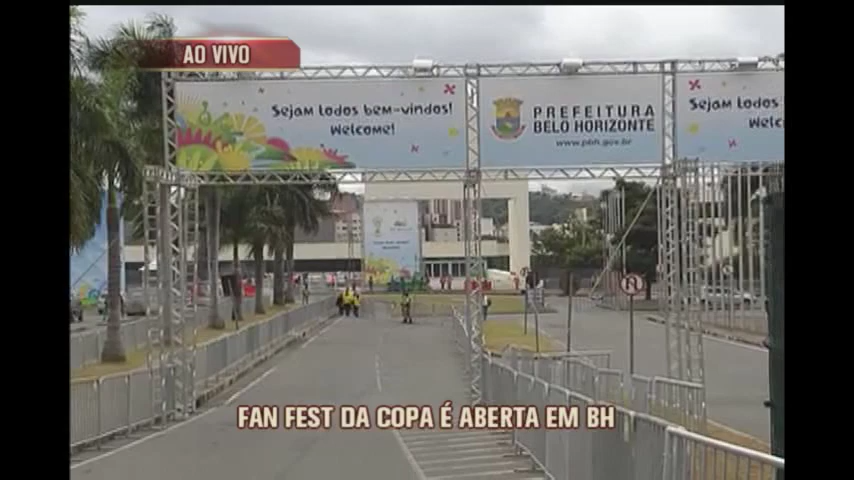 AO VIVO
Sejam todos bem-vindos!
Welcome!
PREFEITURA
BELO HORIZONTE
www.pbh.gov.br
Sejam todos
FAN FEST DA COPA É ABERTA EM BH